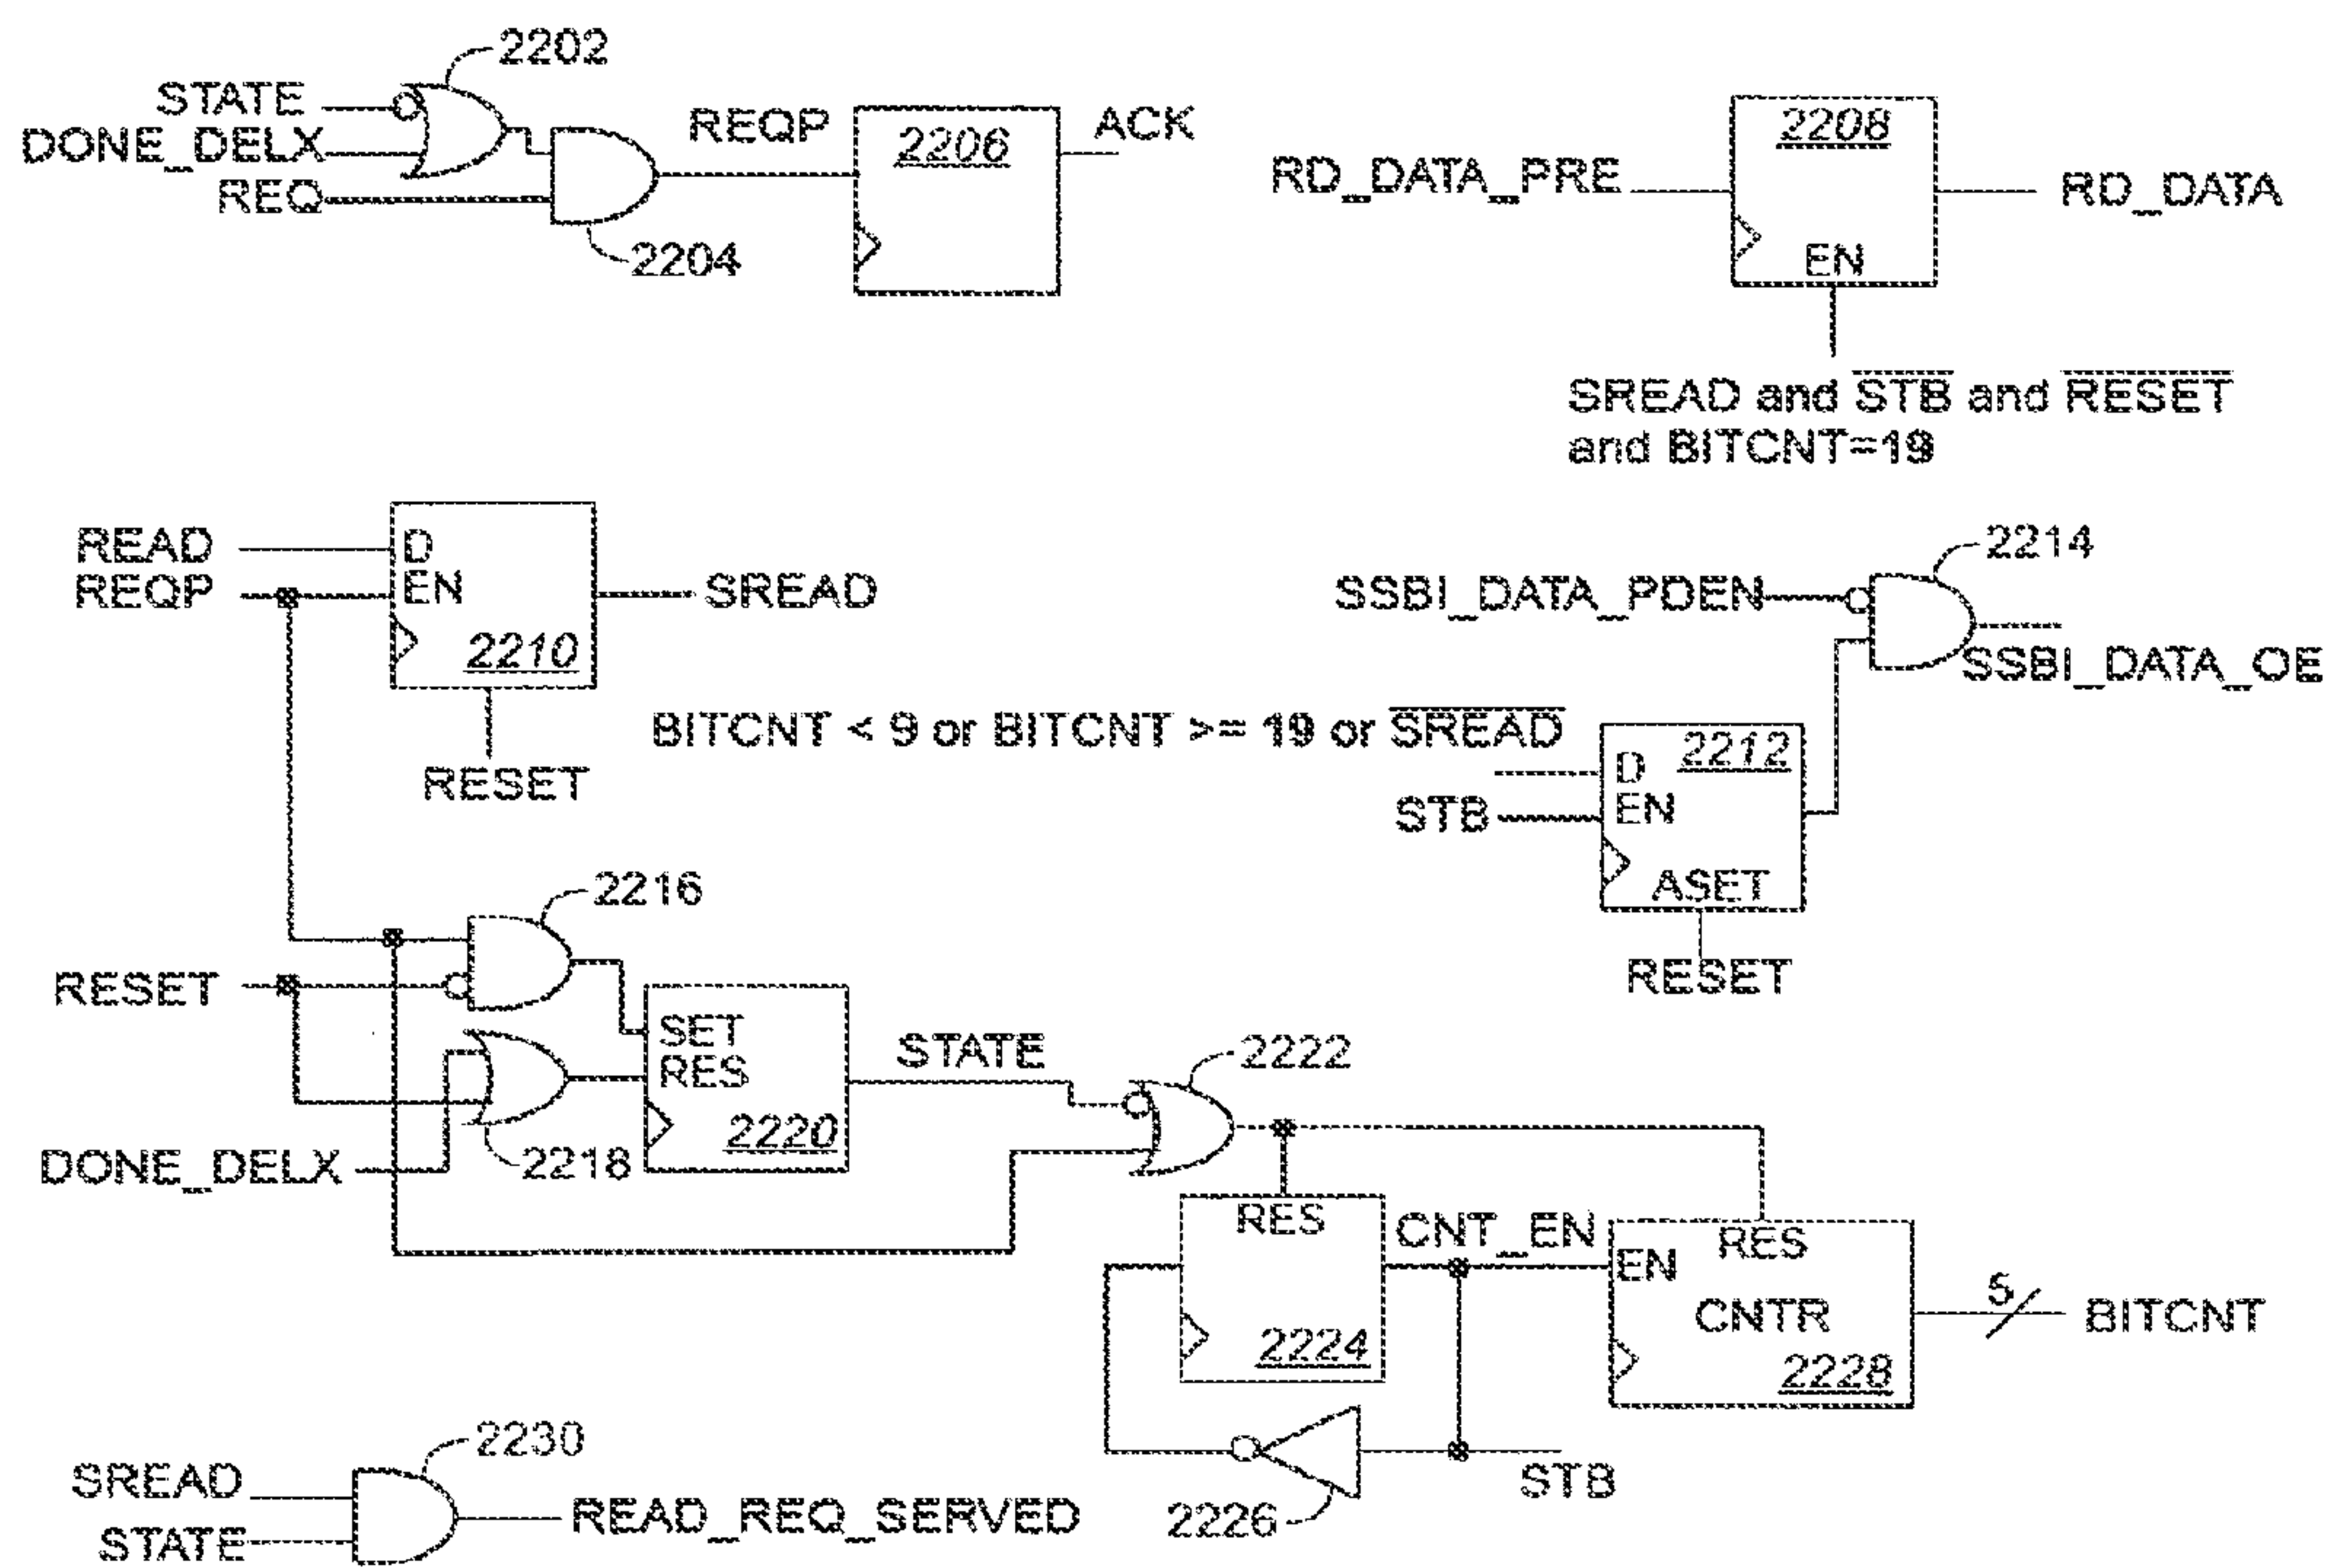 2202
STATE
DONE_DELX
REQ
2204
REQP
2206
ACK
2208
RD_DATA_PRE
RD_DATA
EN
SREAD and STB and RESET
and BITCNT=19
READ
REQP
D
EN
2210
SREAD
RESET
2214
SSBI_DATA_PDEN
SSBI_DATA_OE
BITCNT < 9 or BITCNT >= 19 or SREAD
2212
D
STB
EN
ASET
RESET
2216
RESET
SET
RES
2220
DONE_DELX
2218
STATE
2222
RES
2224
CNT_EN
EN
RES
CNTR
2228
5
BITCNT
2226
STB
2230
SREAD
STATE
READ_REQ_SERVED